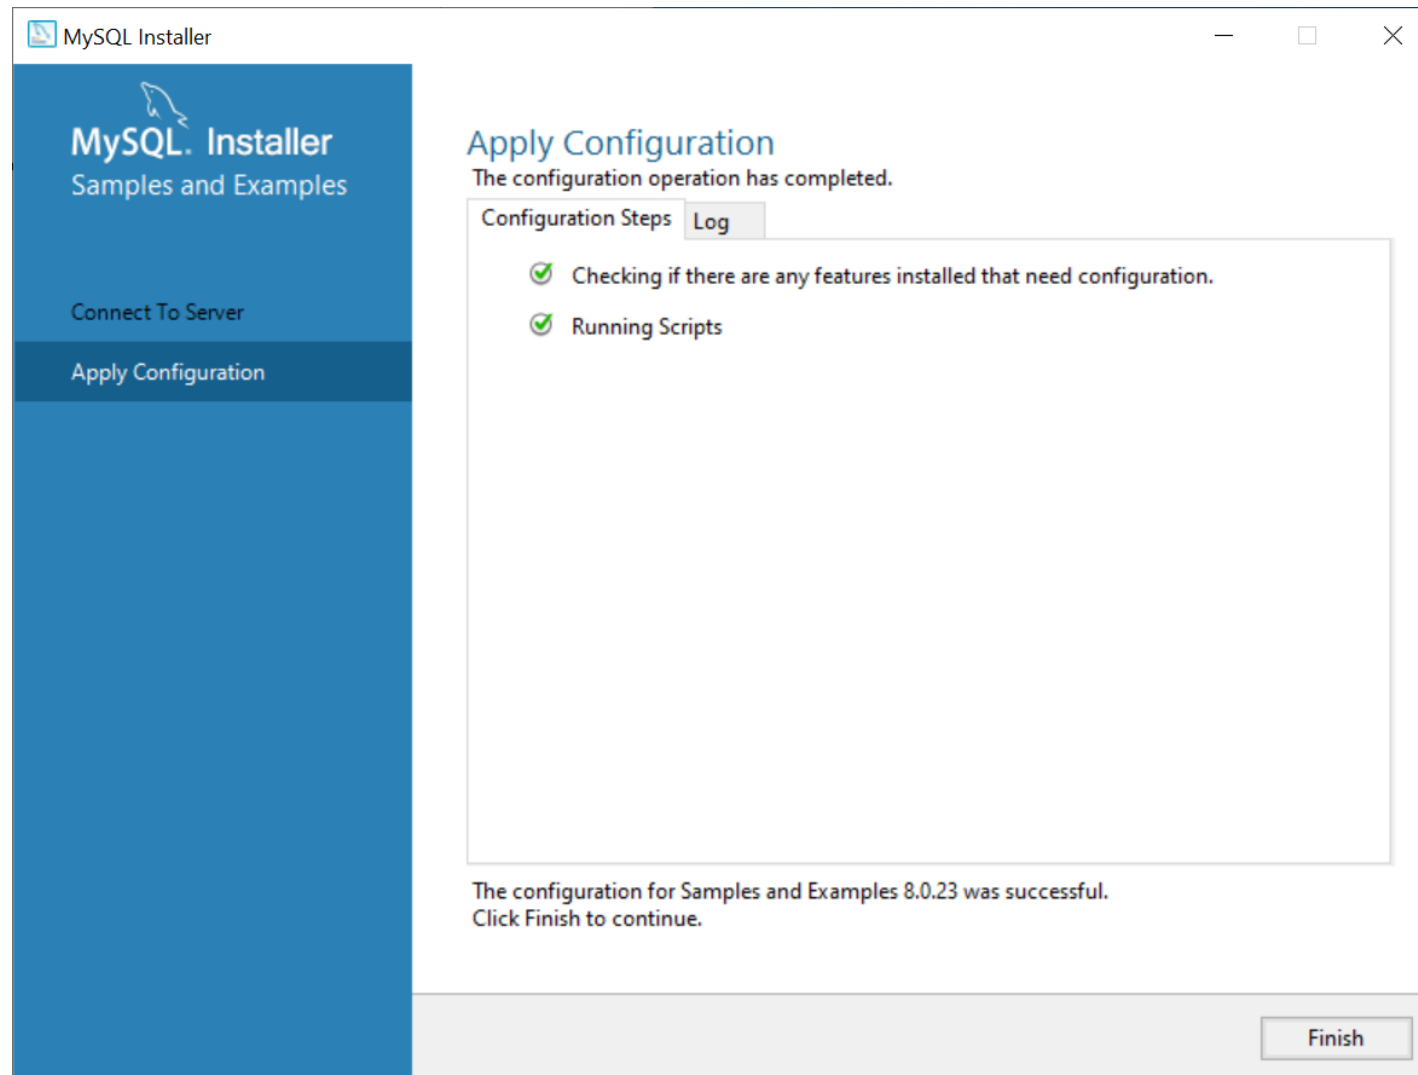 MySQL Installer
MySQL. Installer
Samples and Examples
Connect To Server
Apply Configuration
Apply Configuration
The configuration operation has completed.
Configuration Steps
Log
Checking if there are any features installed that need configuration.
Running Scripts
The configuration for Samples and Examples 8.0.23 was successful.
Click Finish to continue.
Finish